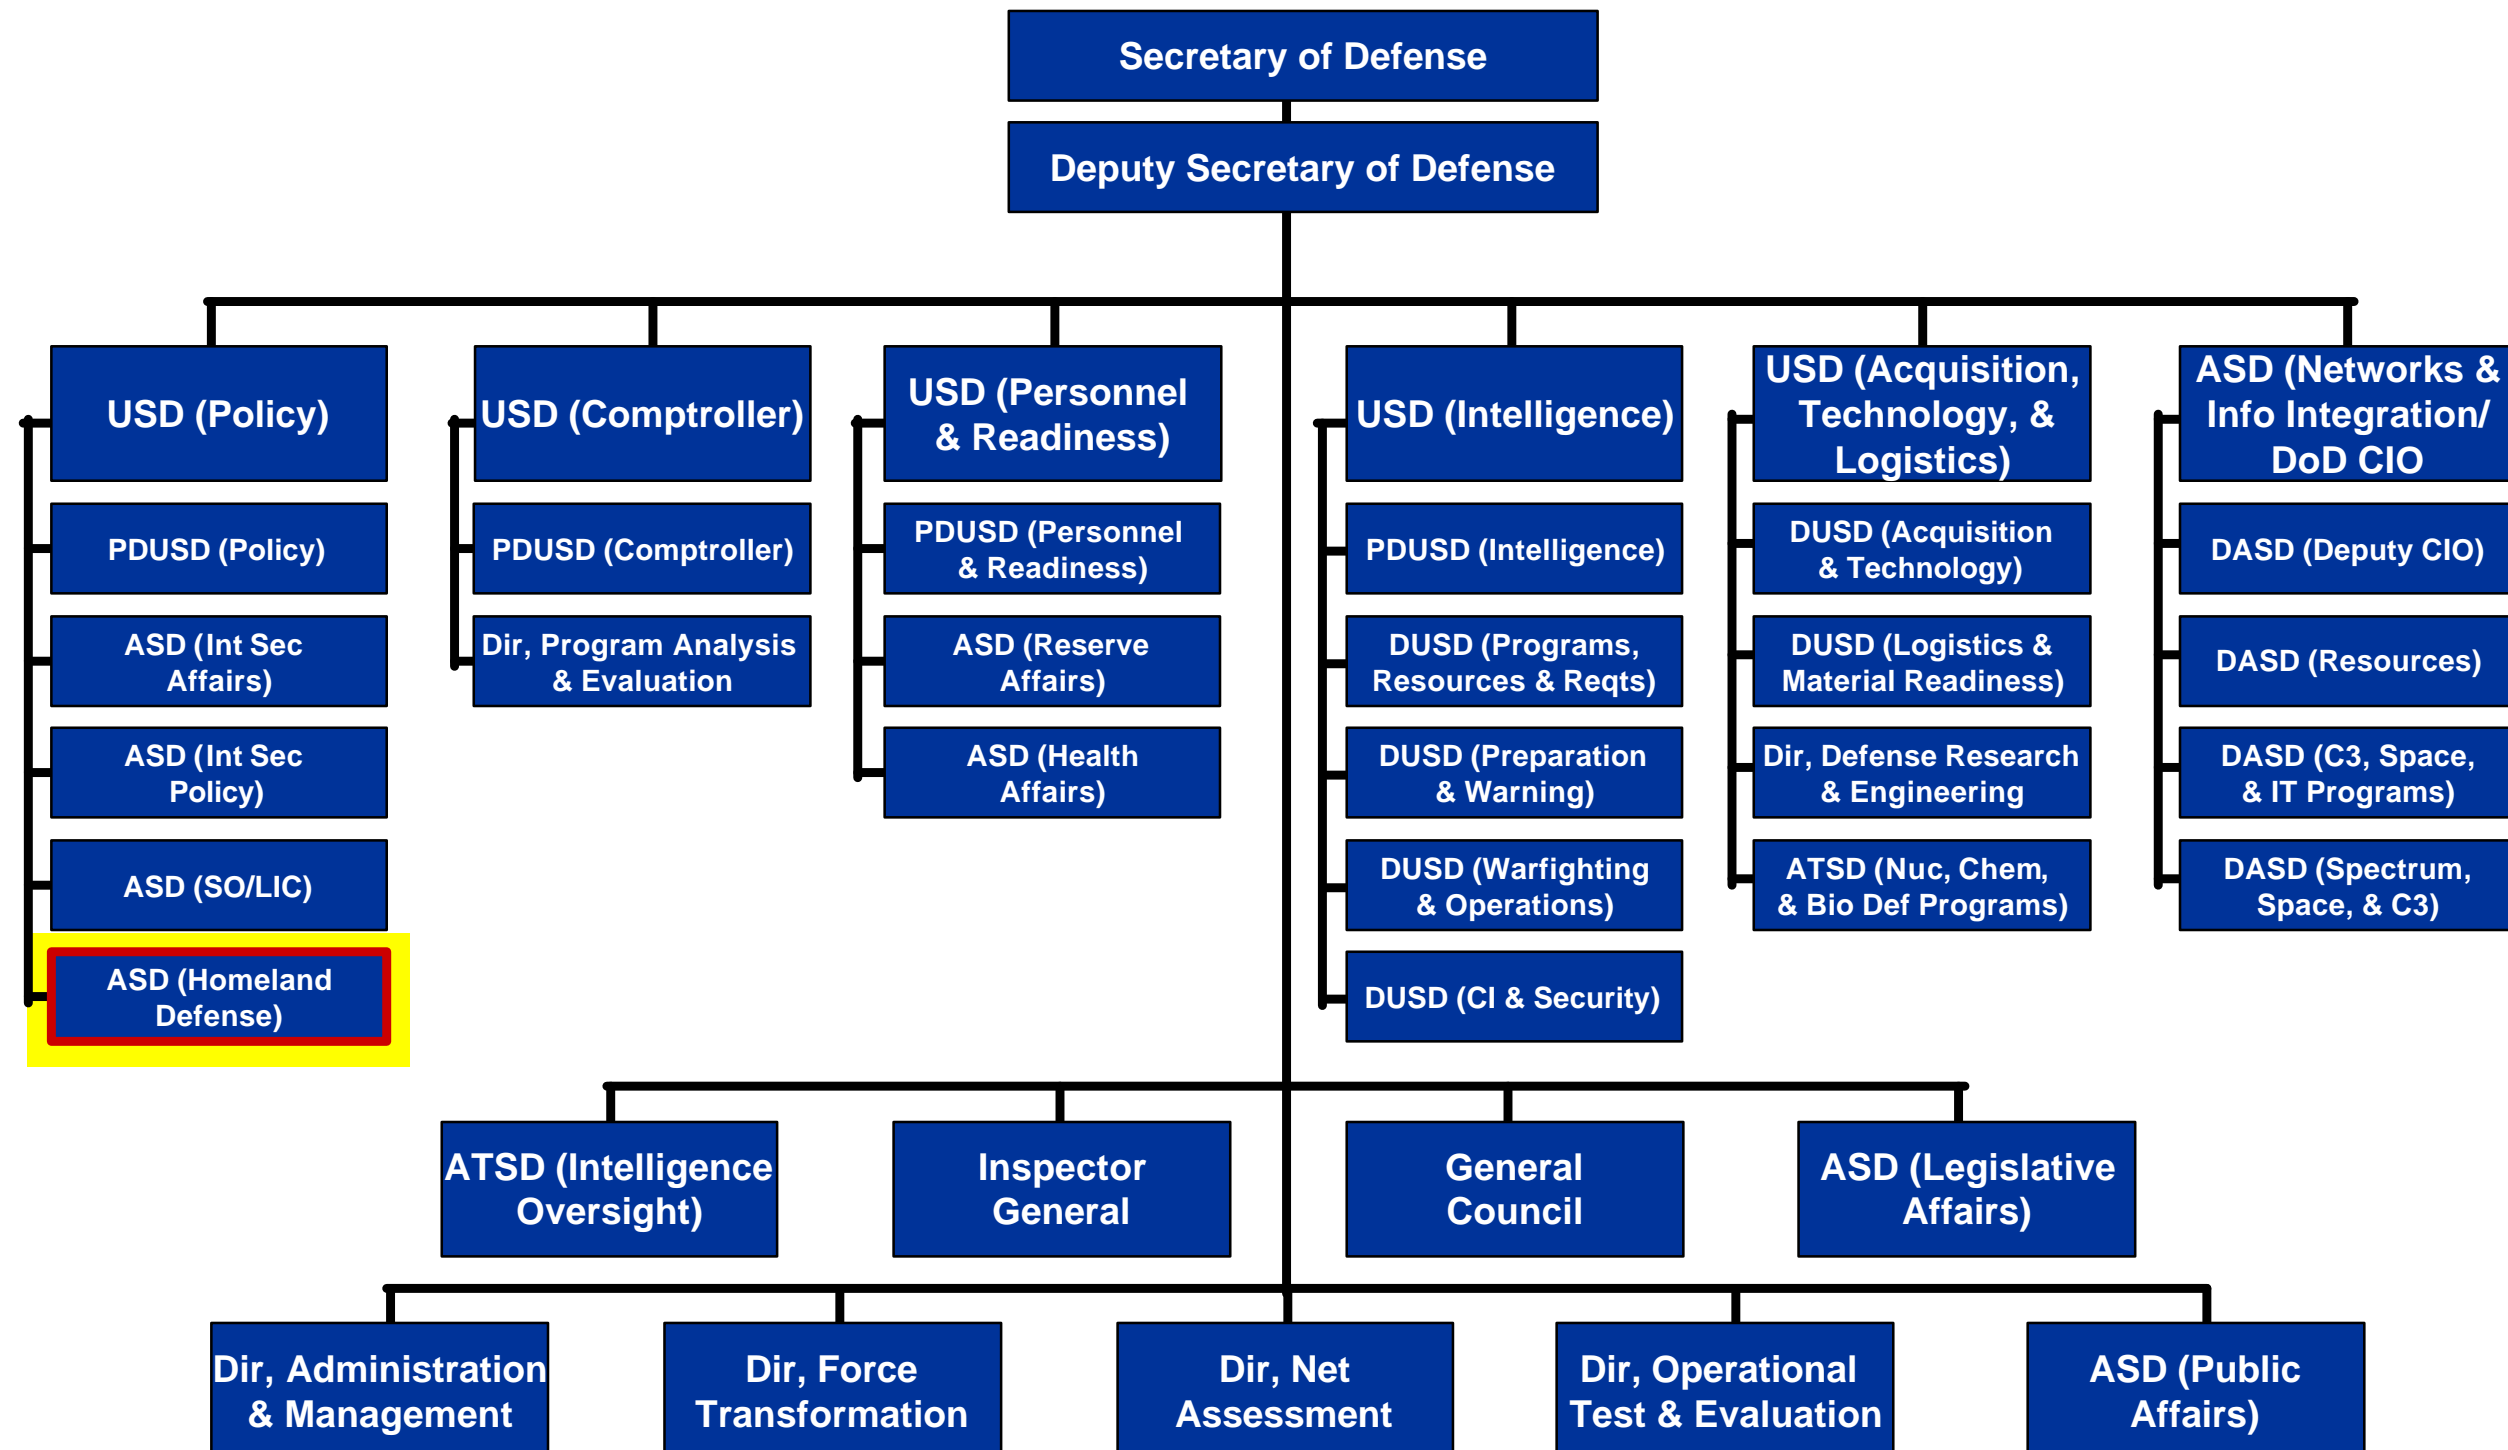 Secretary of Defense
Deputy Secretary of Defense
USD (Policy)
PDUSD (Policy)
ASD (Int Sec
Affairs)
ASD (Int Sec
Policy)
ASD (SO/LIC)
ASD (Homeland
Defense)
USD (Comptroller)
PDUSD (Comptroller)
Dir, Program Analysis
& Evaluation
USD (Personnel
& Readiness)
PDUSD (Personnel
& Readiness)
ASD (Reserve
Affairs)
ASD (Health
Affairs)
USD (Intelligence)
PDUSD (Intelligence)
DUSD (Programs,
Resources & Reqts)
DUSD (Preparation
& Warning)
DUSD (Warfighting
& Operations)
DUSD (CI & Security)
USD (Acquisition,
Technology, &
Logistics)
DUSD (Acquisition
& Technology)
DUSD (Logistics &
Material Readiness)
Dir, Defense Research
& Engineering
ATSD (Nuc, Chem,
& Bio Def Programs)
ASD (Networks &
Info Integration/
DoD CIO
DASD (Deputy CIO)
DASD (Resources)
DASD (C3, Space,
& IT Programs)
DASD (Spectrum,
Space, & C3)
ATSD (Intelligence
Oversight)
Inspector
General
General
Council
ASD (Legislative
Affairs)
Dir, Administration
& Management
Dir, Force
Transformation
Dir, Net
Assessment
Dir, Operational
Test & Evaluation
ASD (Public
Affairs)